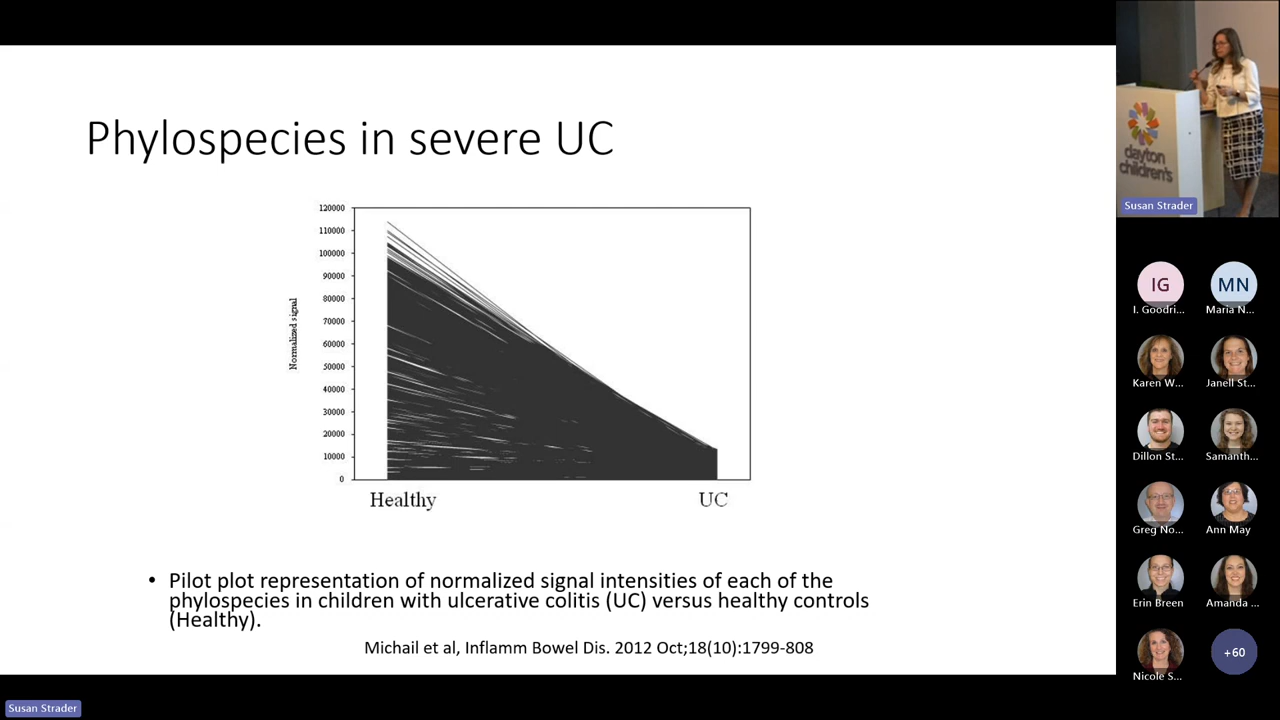 Phylospecies in severe UC
120000
110000
100000
90000
80000
70000
60000
50000
40000
30000
20000
10000
0
Normalized signal
Healthy
UC
• Pilot plot representation of normalized signal intensities of each of the
phylospecies in children with ulcerative colitis (UC) versus healthy controls
(Healthy).
Michail et al, Inflamm Bowel Dis. 2012 Oct;18(10):1799-808
Susan Strader
dayton
children's
Susan Strader
IG
MN
I. Goodri...
Maria N...
Karen W...
Janell St...
Dillon St...
Samanth...
Greg No...
Ann May
Erin Breen
Amanda ...
Nicole S...
+60